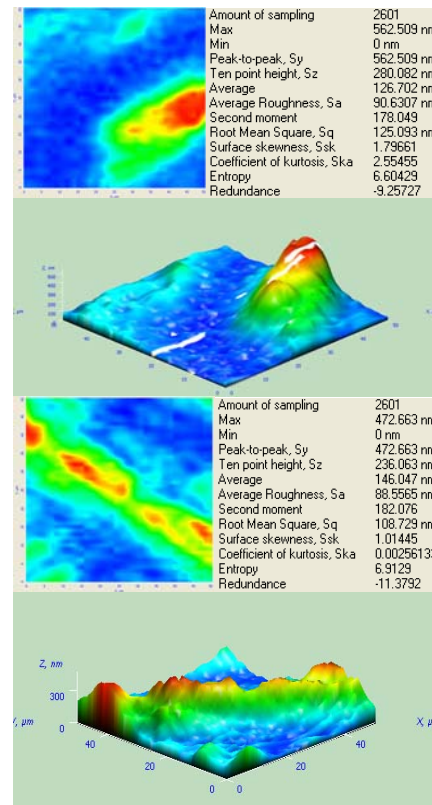 Amount of sampling 2601
Max 562.509 nm
Min 0 nm
Peak-to-peak, Sy 562.509 nm
Ten point height, Sz 280.082 nm
Average 126.702 nm
Average Roughness, Sa 90.6307 nm
Second moment 178.049
Root Mean Square, Sq 125.093 nm
Surface skewness, Ssk 1.79661
Coefficient of kurtosis, Ska 2.55455
Entropy 6.60429
Redundance -9.25727
Amount of sampling 2601
Max 472.663 nm
Min 0 nm
Peak-to-peak, Sy 472.663 nm
Ten point height, Sz 236.063 nm
Average 146.047 nm
Average Roughness, Sa 88.5565 nm
Second moment 182.076
Root Mean Square, Sq 108.729 nm
Surface skewness, Ssk 1.01445
Coefficient of kurtosis, Ska 0.0025613
Entropy 6.9129
Redundance -11.3792
Z, nm
300
0
µm
X, µ
40
40
20
20
0
0